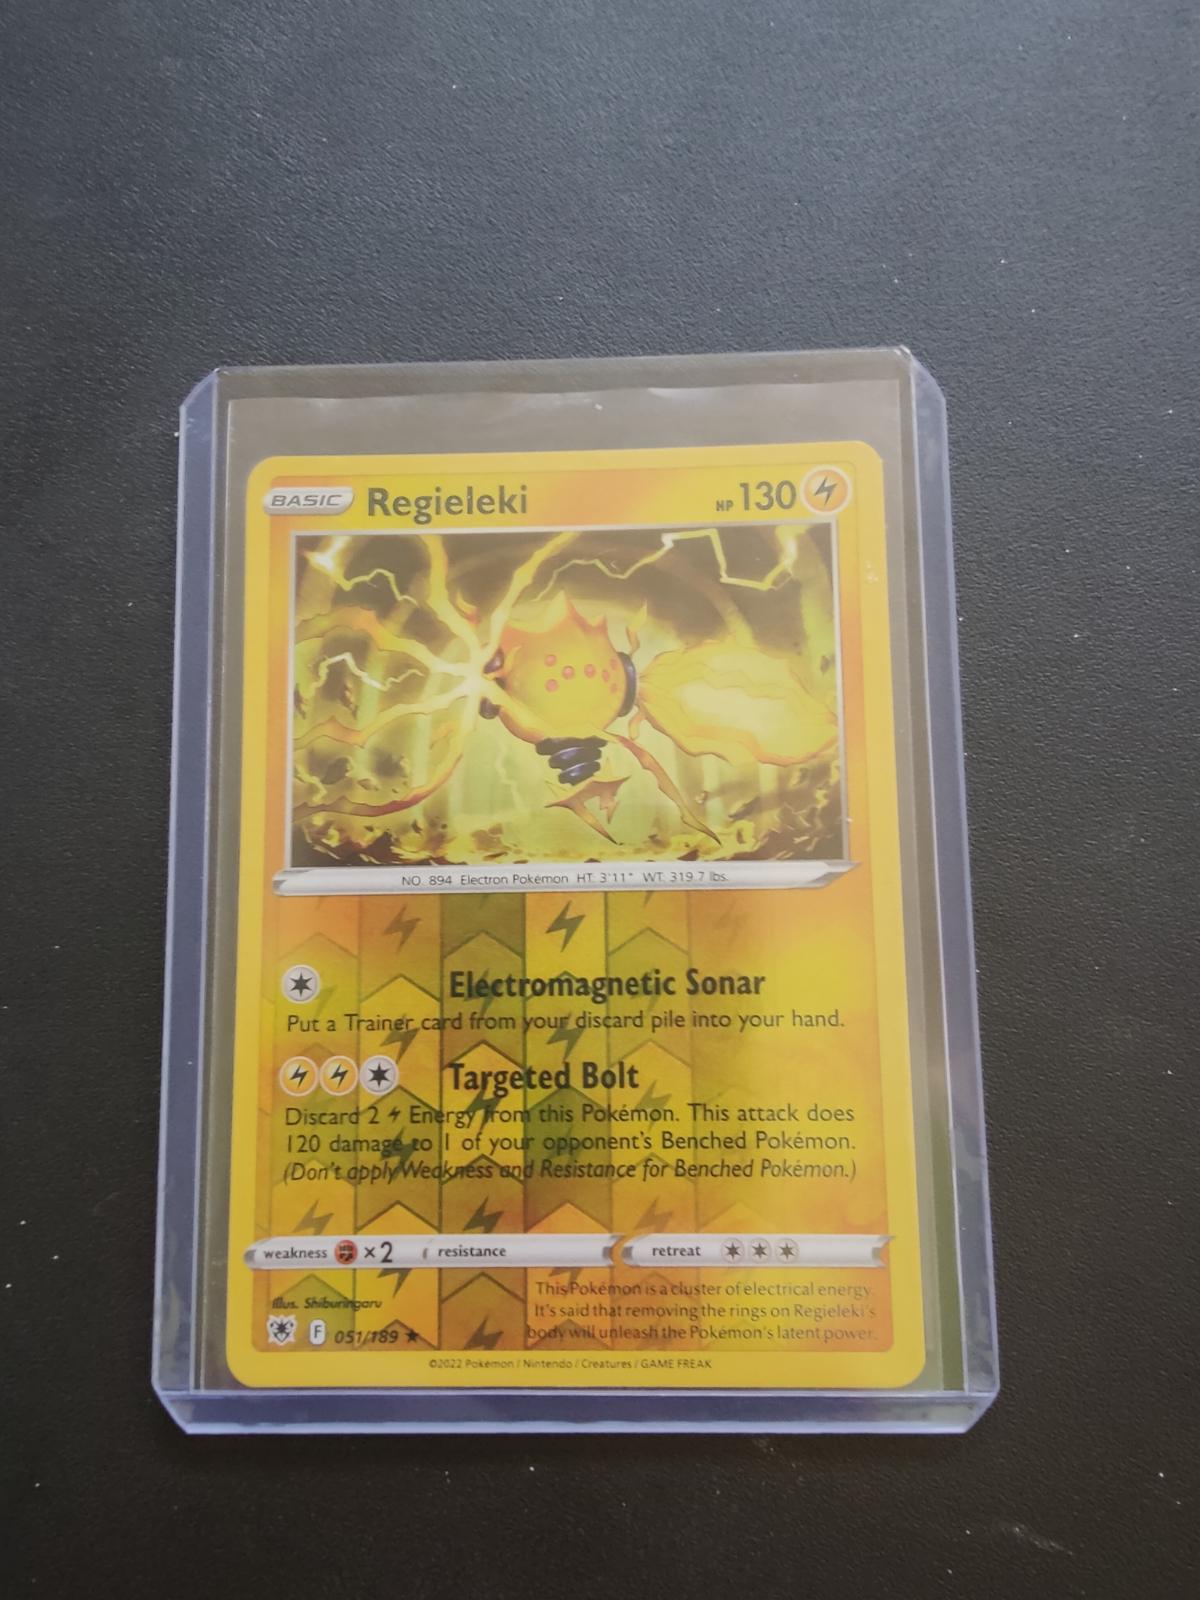 BASIC Regieleki HP 130
NO. 894 Electron Pokémon HT: 3'11" WT: 319.7 lbs.
Electromagnetic Sonar
Put a Trainer card from your discard pile into your hand.
Targeted Bolt
Discard 2 Energy from this Pokémon. This attack does
120 damage to 1 of your opponent's Benched Pokémon.
(Don't apply Weakness and Resistance for Benched Pokémon.)
weakness ×2 resistance retreat
This Pokémon is a cluster of electrical energy.
It's said that removing the rings on Regieleki's
body will unleash the Pokémon's latent power.
Illus. Shiburingaru
F 051/189 ★
©2022 Pokémon / Nintendo / Creatures / GAME FREAK